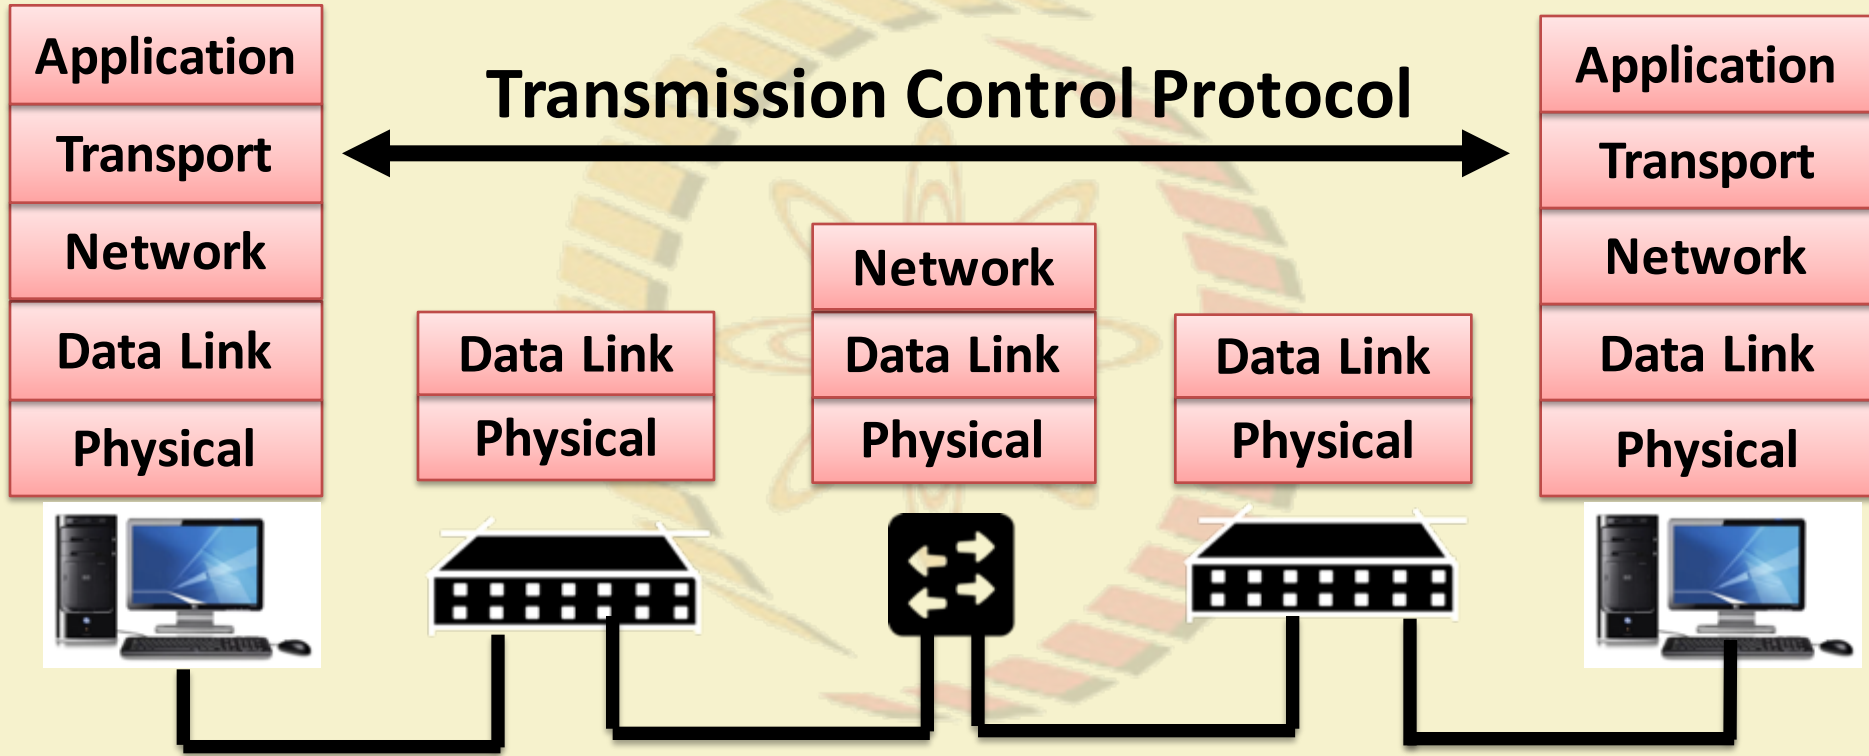 Transmission Control Protocol
Application
Transport
Network
Data Link
Physical
Data Link
Physical
Network
Data Link
Physical
Data Link
Physical
Application
Transport
Network
Data Link
Physical